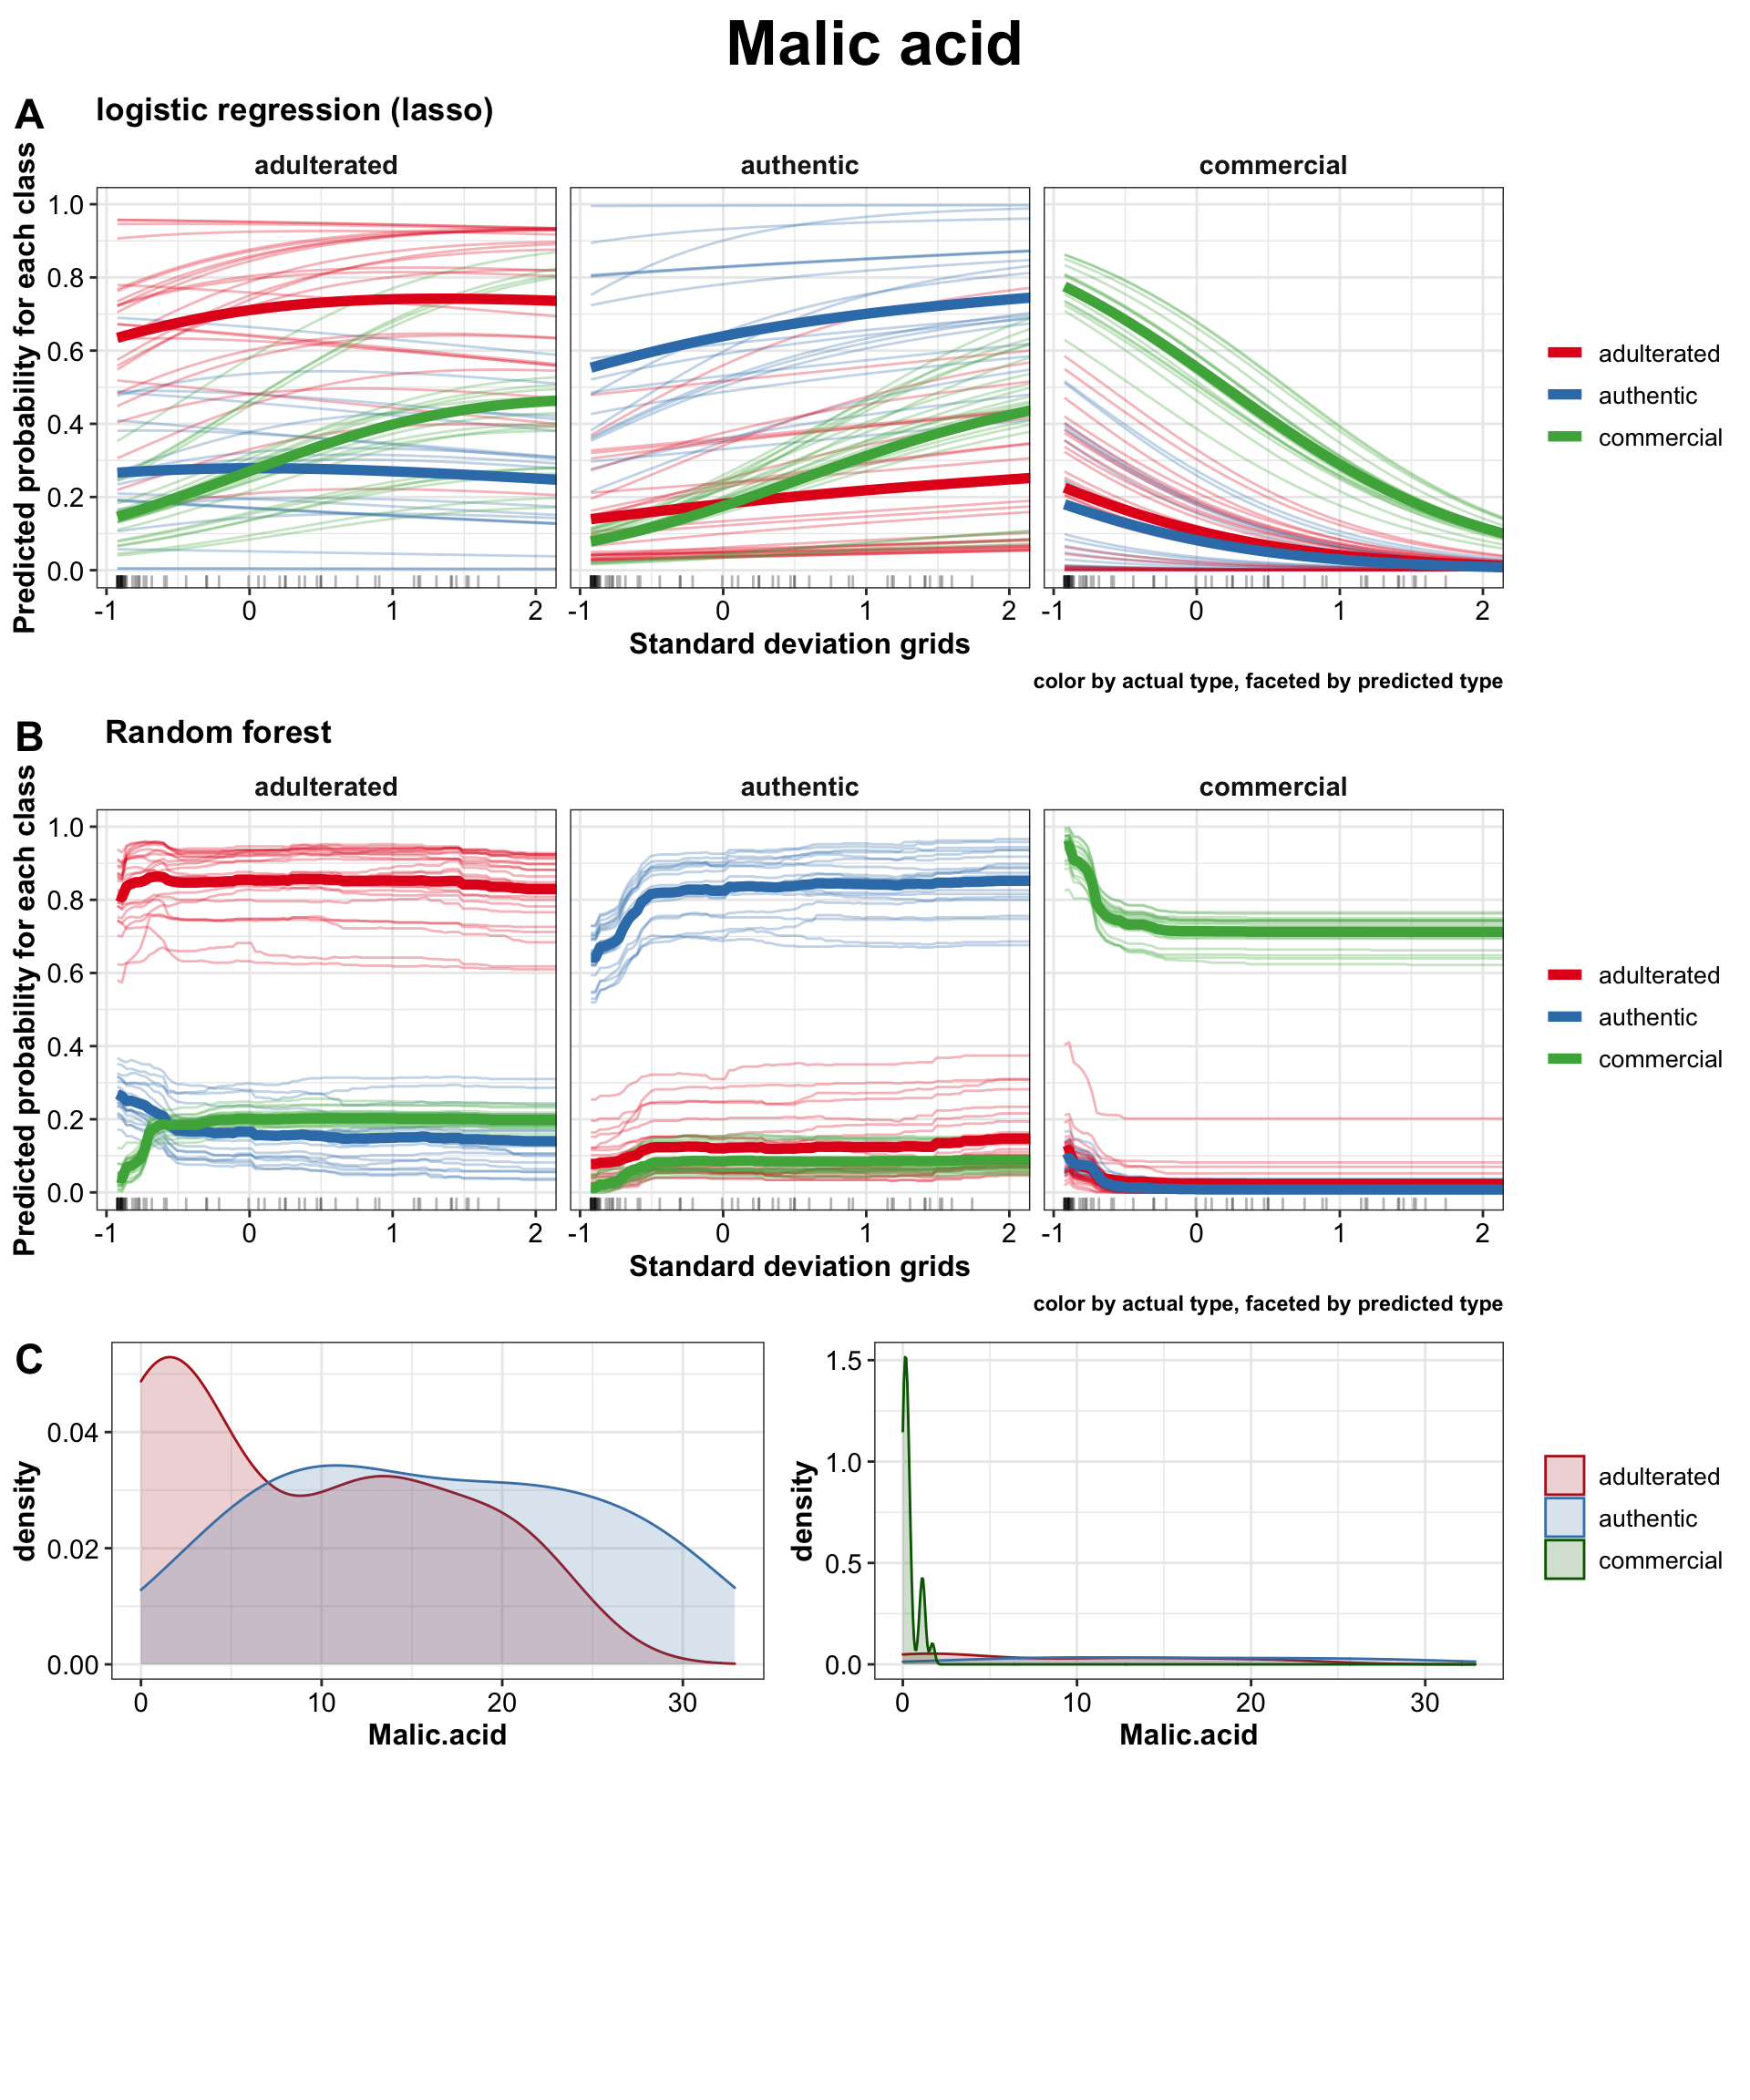 Malic acid
A
logistic regression (lasso)
Predicted probability for each class
adulterated
authentic
commercial
1.0
0.8
0.6
0.4
0.2
0.0
-1 0 1 2
-1 0 1 2
-1 0 1 2
Standard deviation grids
color by actual type, faceted by predicted type
adulterated
authentic
commercial
B
Random forest
Predicted probability for each class
adulterated
authentic
commercial
1.0
0.8
0.6
0.4
0.2
0.0
-1 0 1 2
-1 0 1 2
-1 0 1 2
Standard deviation grids
color by actual type, faceted by predicted type
adulterated
authentic
commercial
C
density
0.04
0.02
0.00
0 10 20 30
Malic.acid
density
1.5
1.0
0.5
0.0
0 10 20 30
Malic.acid
adulterated
authentic
commercial